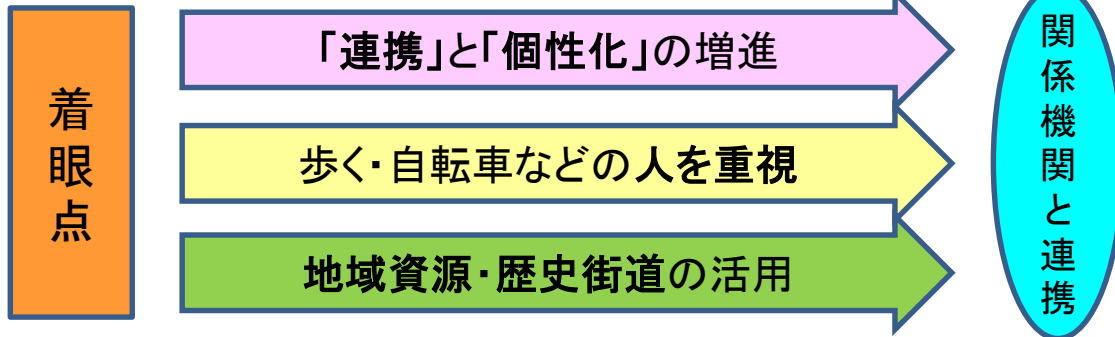 着眼点
「連携」と「個性化」の増進
歩く・自転車などの人を重視
地域資源・歴史街道の活用
関係機関と連携